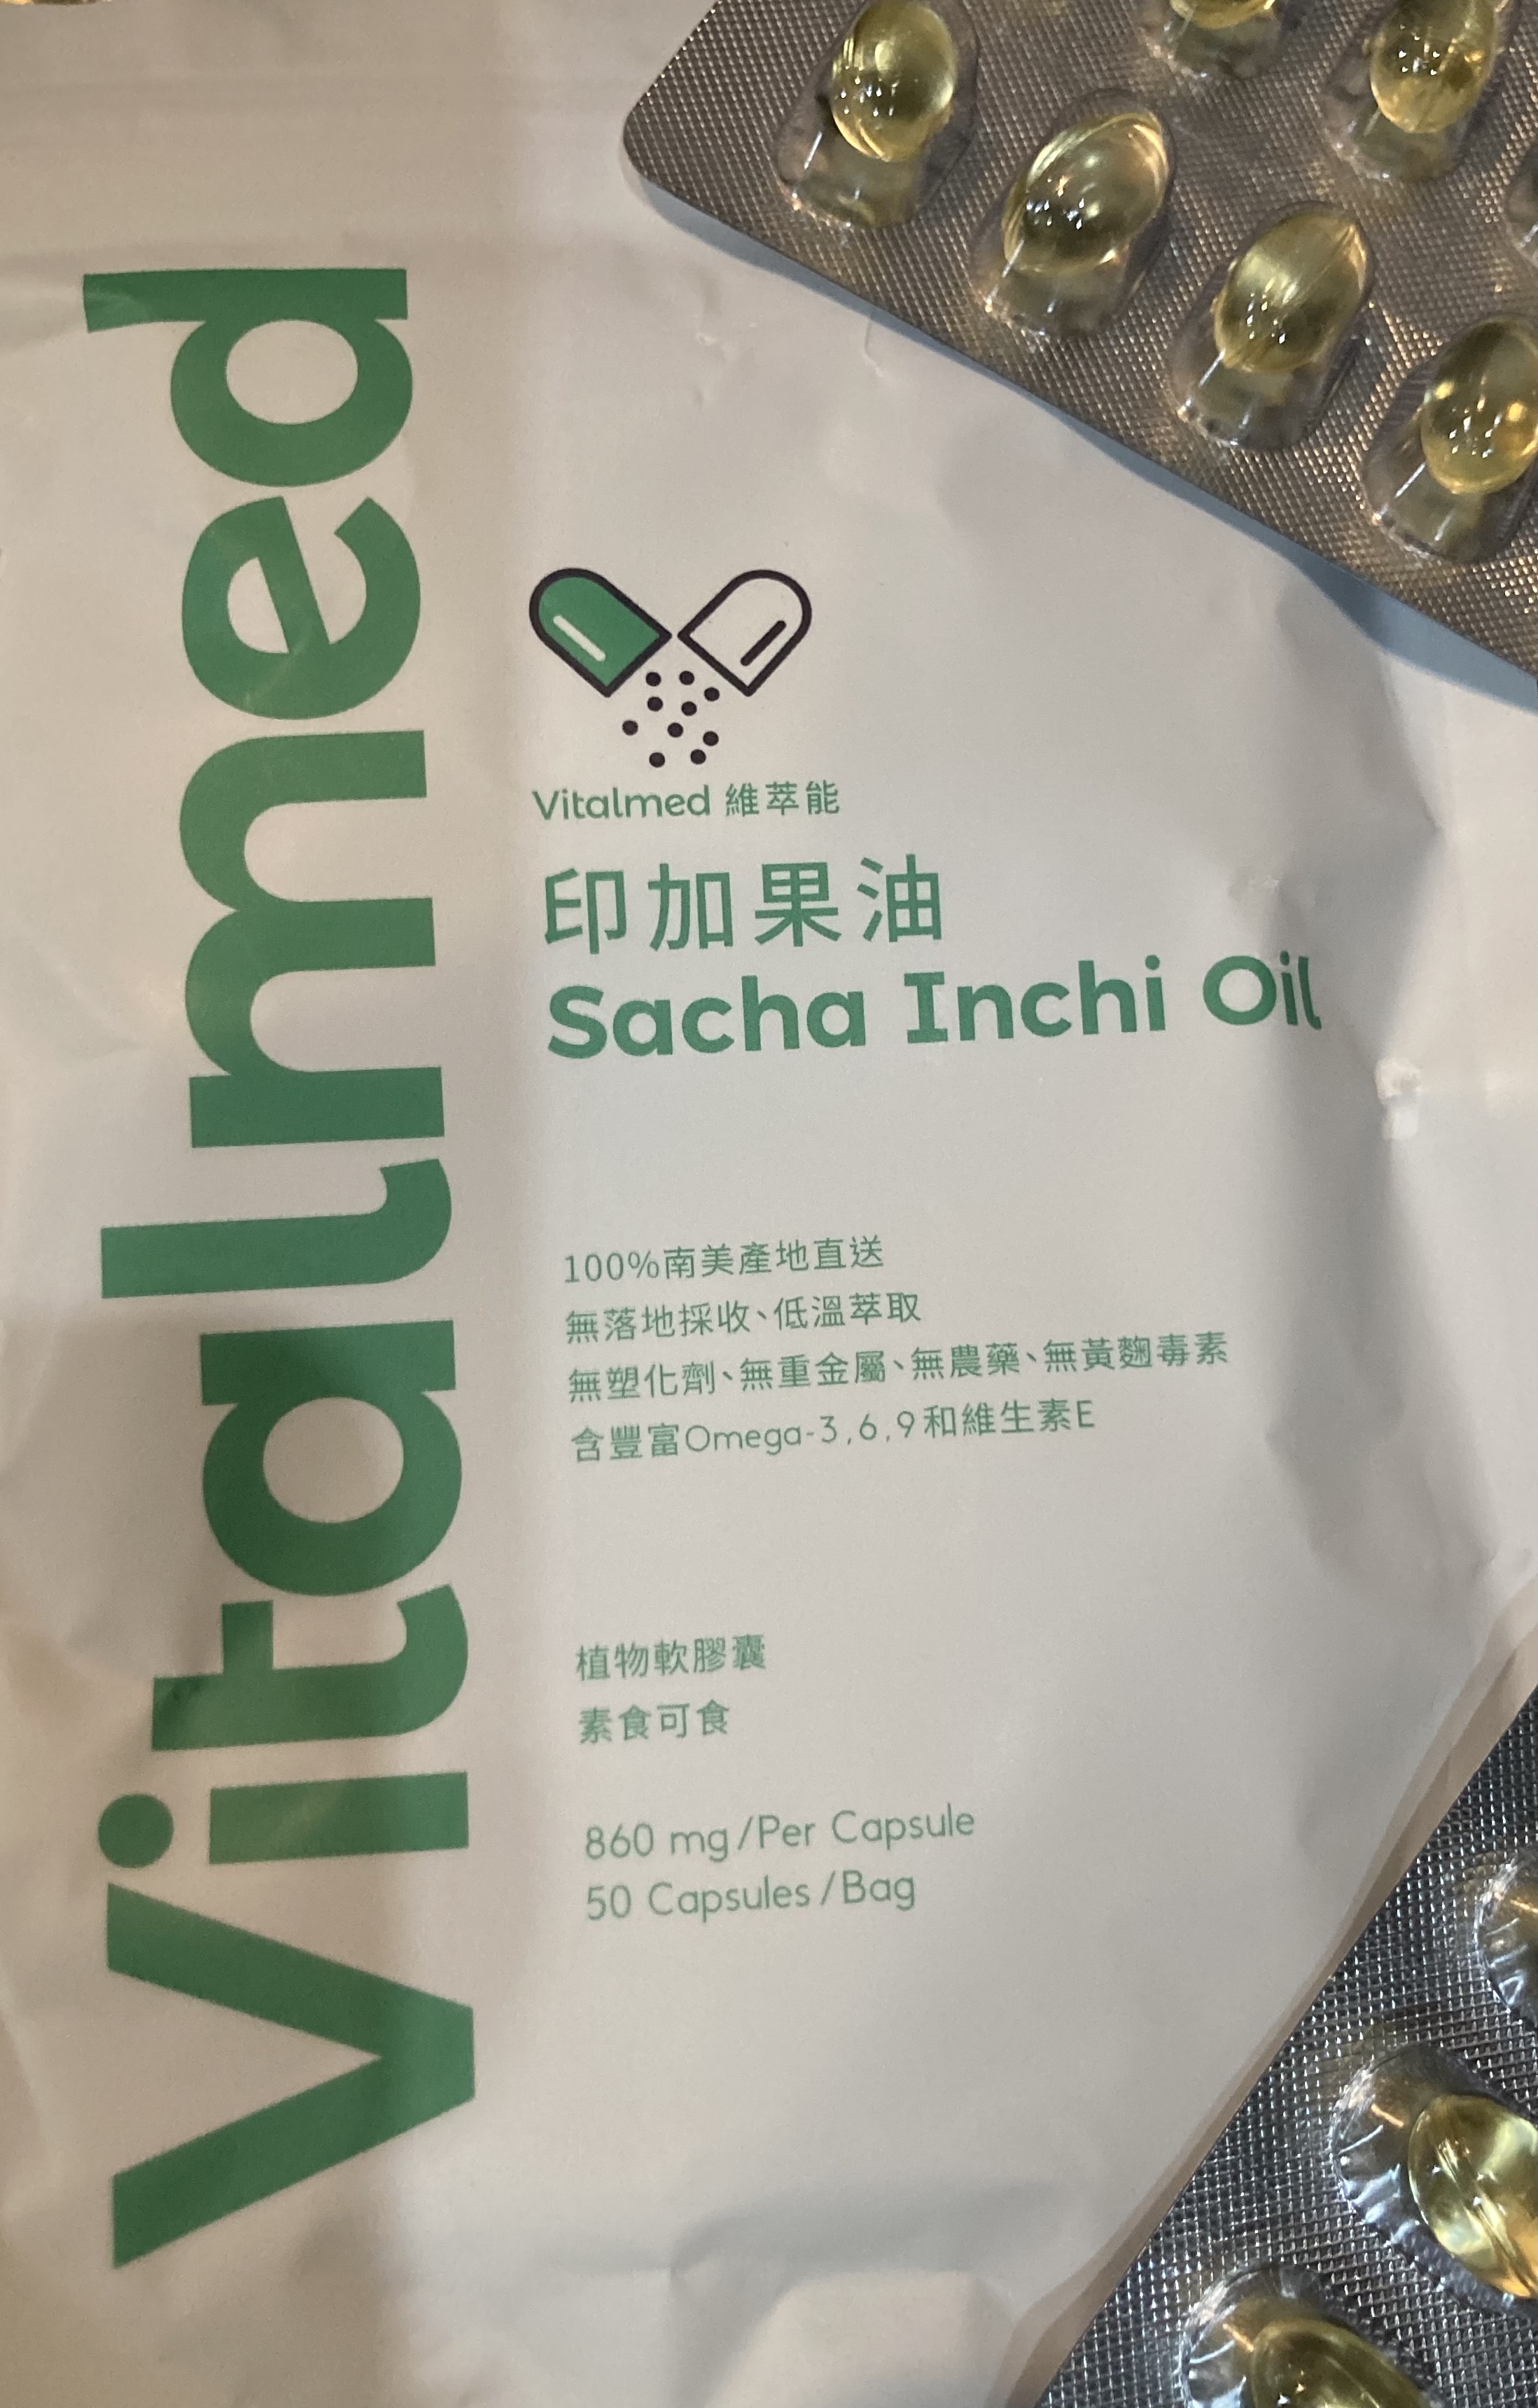 Vitalmed
Vitalmed 維萃能
印加果油
Sacha Inchi Oil
100%南美產地直送
無落地採收、低溫萃取
無塑化劑、無重金屬、無農藥、無黃麴毒素
含豐富Omega-3,6,9和維生素E
植物軟膠囊
素食可食
860 mg/Per Capsule
50 Capsules/Bag